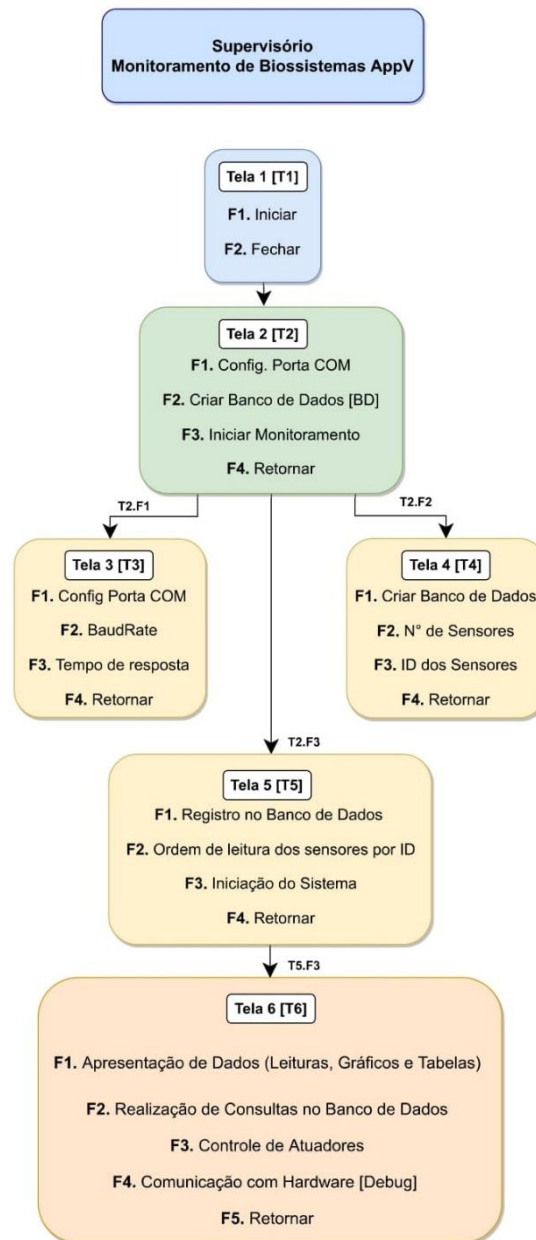 Supervisório
Monitoramento de Biossistemas AppV
Tela 1 [T1]
F1. Iniciar
F2. Fechar
Tela 2 [T2]
F1. Config. Porta COM
F2. Criar Banco de Dados [BD]
F3. Iniciar Monitoramento
F4. Retornar
T2.F1
T2.F2
Tela 3 [T3]
F1. Config Porta COM
F2. BaudRate
F3. Tempo de resposta
F4. Retornar
Tela 4 [T4]
F1. Criar Banco de Dados
F2. N° de Sensores
F3. ID dos Sensores
F4. Retornar
T2.F3
Tela 5 [T5]
F1. Registro no Banco de Dados
F2. Ordem de leitura dos sensores por ID
F3. Iniciação do Sistema
F4. Retornar
T5.F3
Tela 6 [T6]
F1. Apresentação de Dados (Leituras, Gráficos e Tabelas)
F2. Realização de Consultas no Banco de Dados
F3. Controle de Atuadores
F4. Comunicação com Hardware [Debug]
F5. Retornar